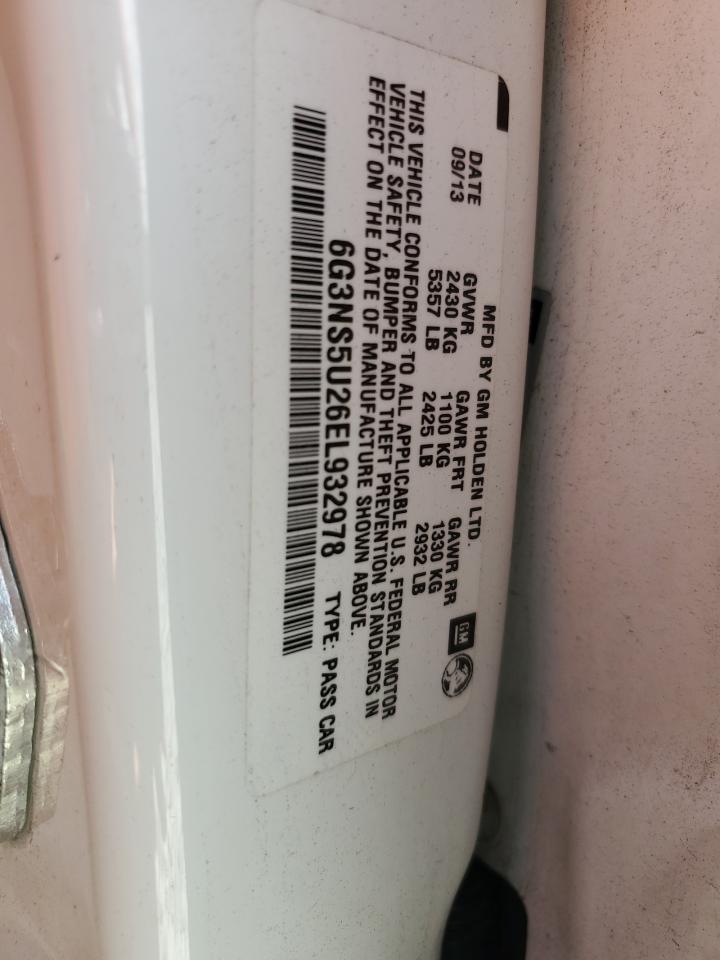 MFD BY GM HOLDEN LTD.
DATE GVWR GAWR FRT GAWR RR
09/13 2430 KG 1100 KG 1330 KG
5357 LB 2425 LB 2932 LB
GM
THIS VEHICLE CONFORMS TO ALL APPLICABLE U.S. FEDERAL MOTOR
VEHICLE SAFETY, BUMPER AND THEFT PREVENTION STANDARDS IN
EFFECT ON THE DATE OF MANUFACTURE SHOWN ABOVE.
6G3NS5U26EL932978 TYPE: PASS CAR